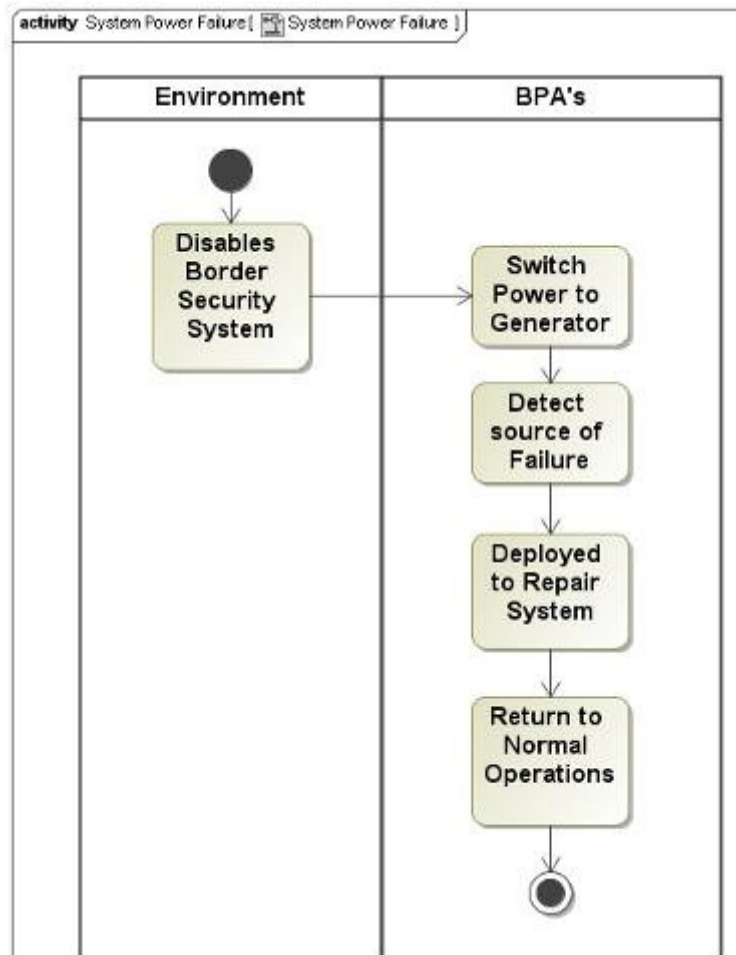 activity System Power Failure [ System Power Failure ]
Environment
BPA's
Disables
Border
Security
System
Switch
Power to
Generator
Detect
source of
Failure
Deployed
to Repair
System
Return to
Normal
Operations